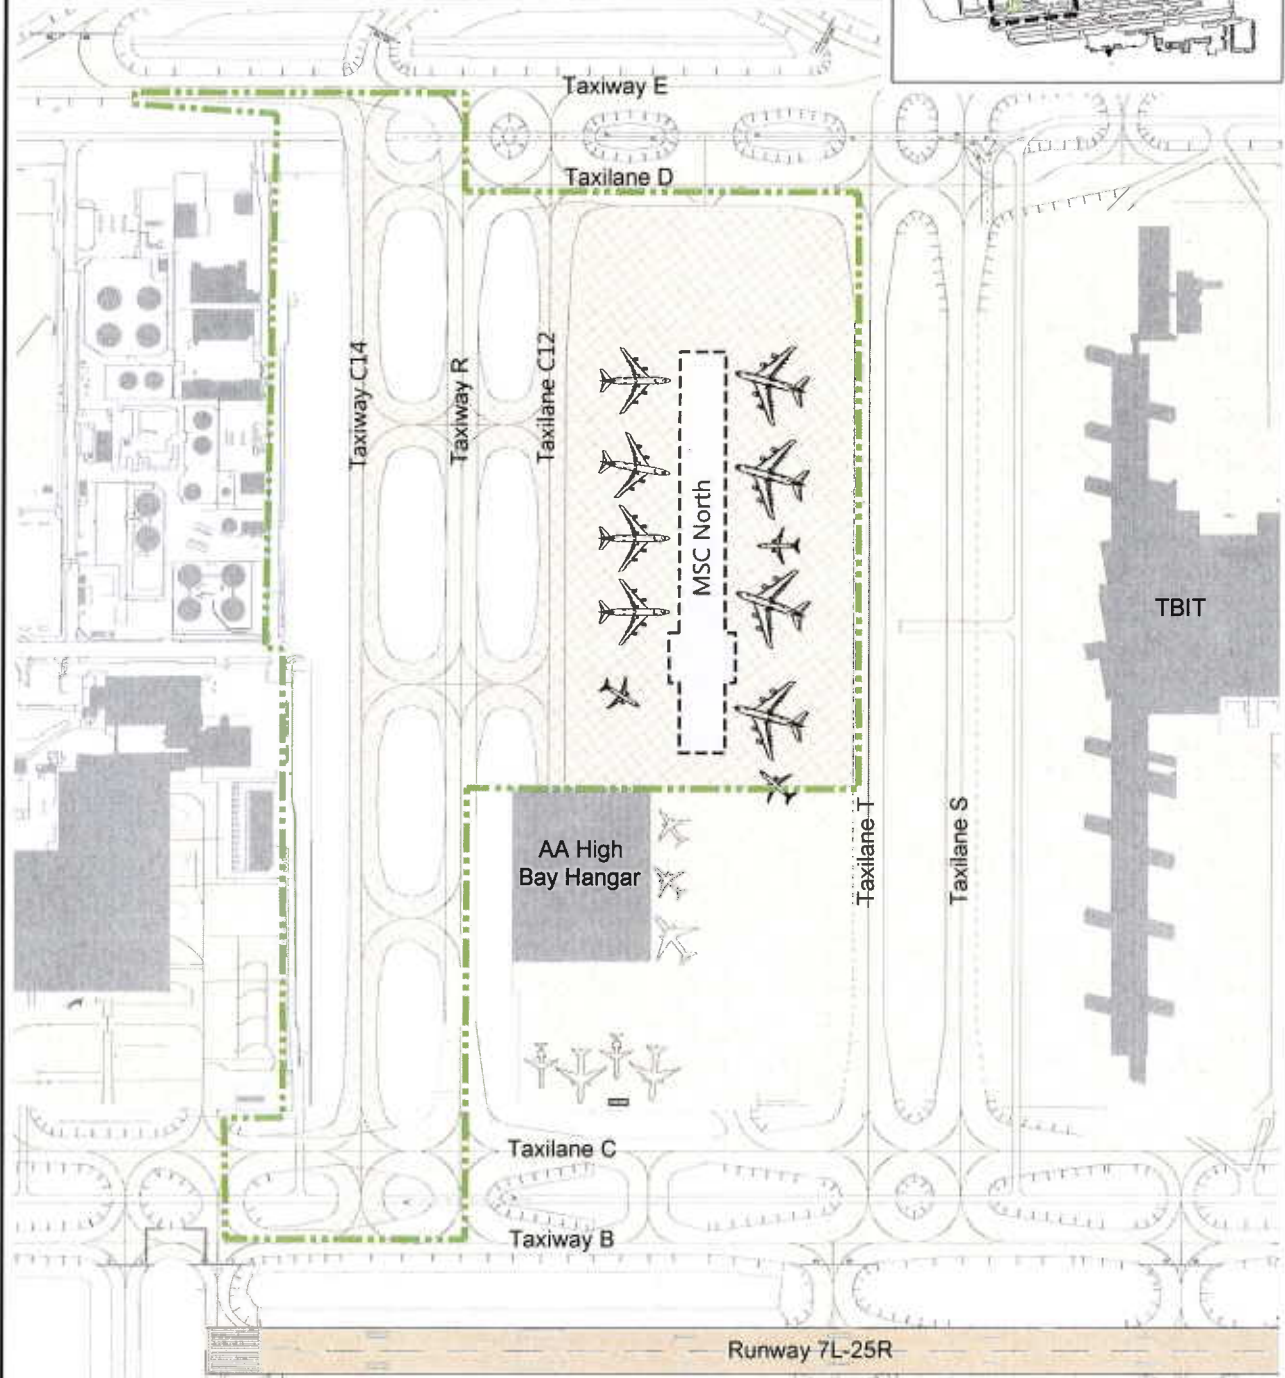 Taxiway E
Taxilane D
Taxiway C14
Taxiway R
Taxilane C12
MSC North
TBIT
AA High
Bay Hangar
Taxilane T
Taxilane S
Taxilane C
Taxiway B
Runway 7L-25R